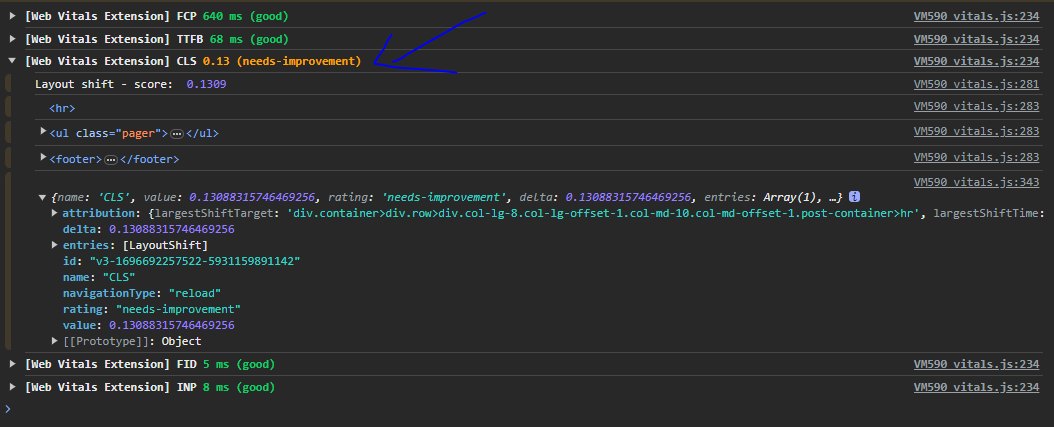 [Web Vitals Extension] FCP 640 ms (good) VM590 vitals.js:234
[Web Vitals Extension] TTFB 68 ms (good) VM590 vitals.js:234
[Web Vitals Extension] CLS 0.13 (needs-improvement) VM590 vitals.js:234
Layout shift - score: 0.1309 VM590 vitals.js:281
<hr> VM590 vitals.js:283
<ul class="pager">…</ul> VM590 vitals.js:283
<footer>…</footer> VM590 vitals.js:283
VM590 vitals.js:343
{name: 'CLS', value: 0.13088315746469256, rating: 'needs-improvement', delta: 0.13088315746469256, entries: Array(1), …} i
attribution: {largestShiftTarget: 'div.container>div.row>div.col-lg-8.col-lg-offset-1.col-md-10.col-md-offset-1.post-container>hr', largestShiftTime:
delta: 0.13088315746469256
entries: [LayoutShift]
id: "v3-1696692257522-5931159891142"
name: "CLS"
navigationType: "reload"
rating: "needs-improvement"
value: 0.13088315746469256
[[Prototype]]: Object
[Web Vitals Extension] FID 5 ms (good) VM590 vitals.js:234
[Web Vitals Extension] INP 8 ms (good) VM590 vitals.js:234